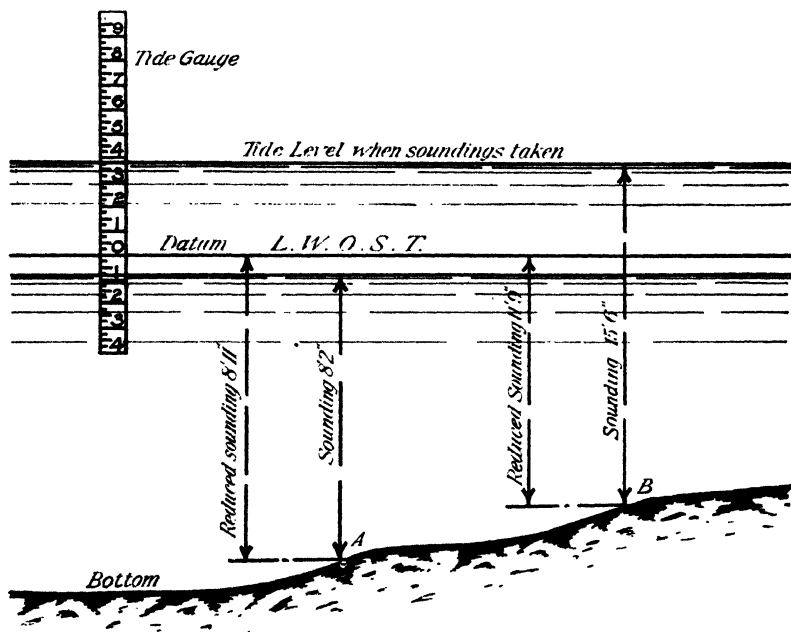 9
8
Tide Gauge
7
6
5
4
Tide Level when soundings taken
3
2
1
0
Datum L. W. O. S. T.
1
2
3
4
Reduced sounding 8'11"
Sounding 8'2"
Reduced Sounding 11'9"
Sounding 15'6"
B
A
Bottom